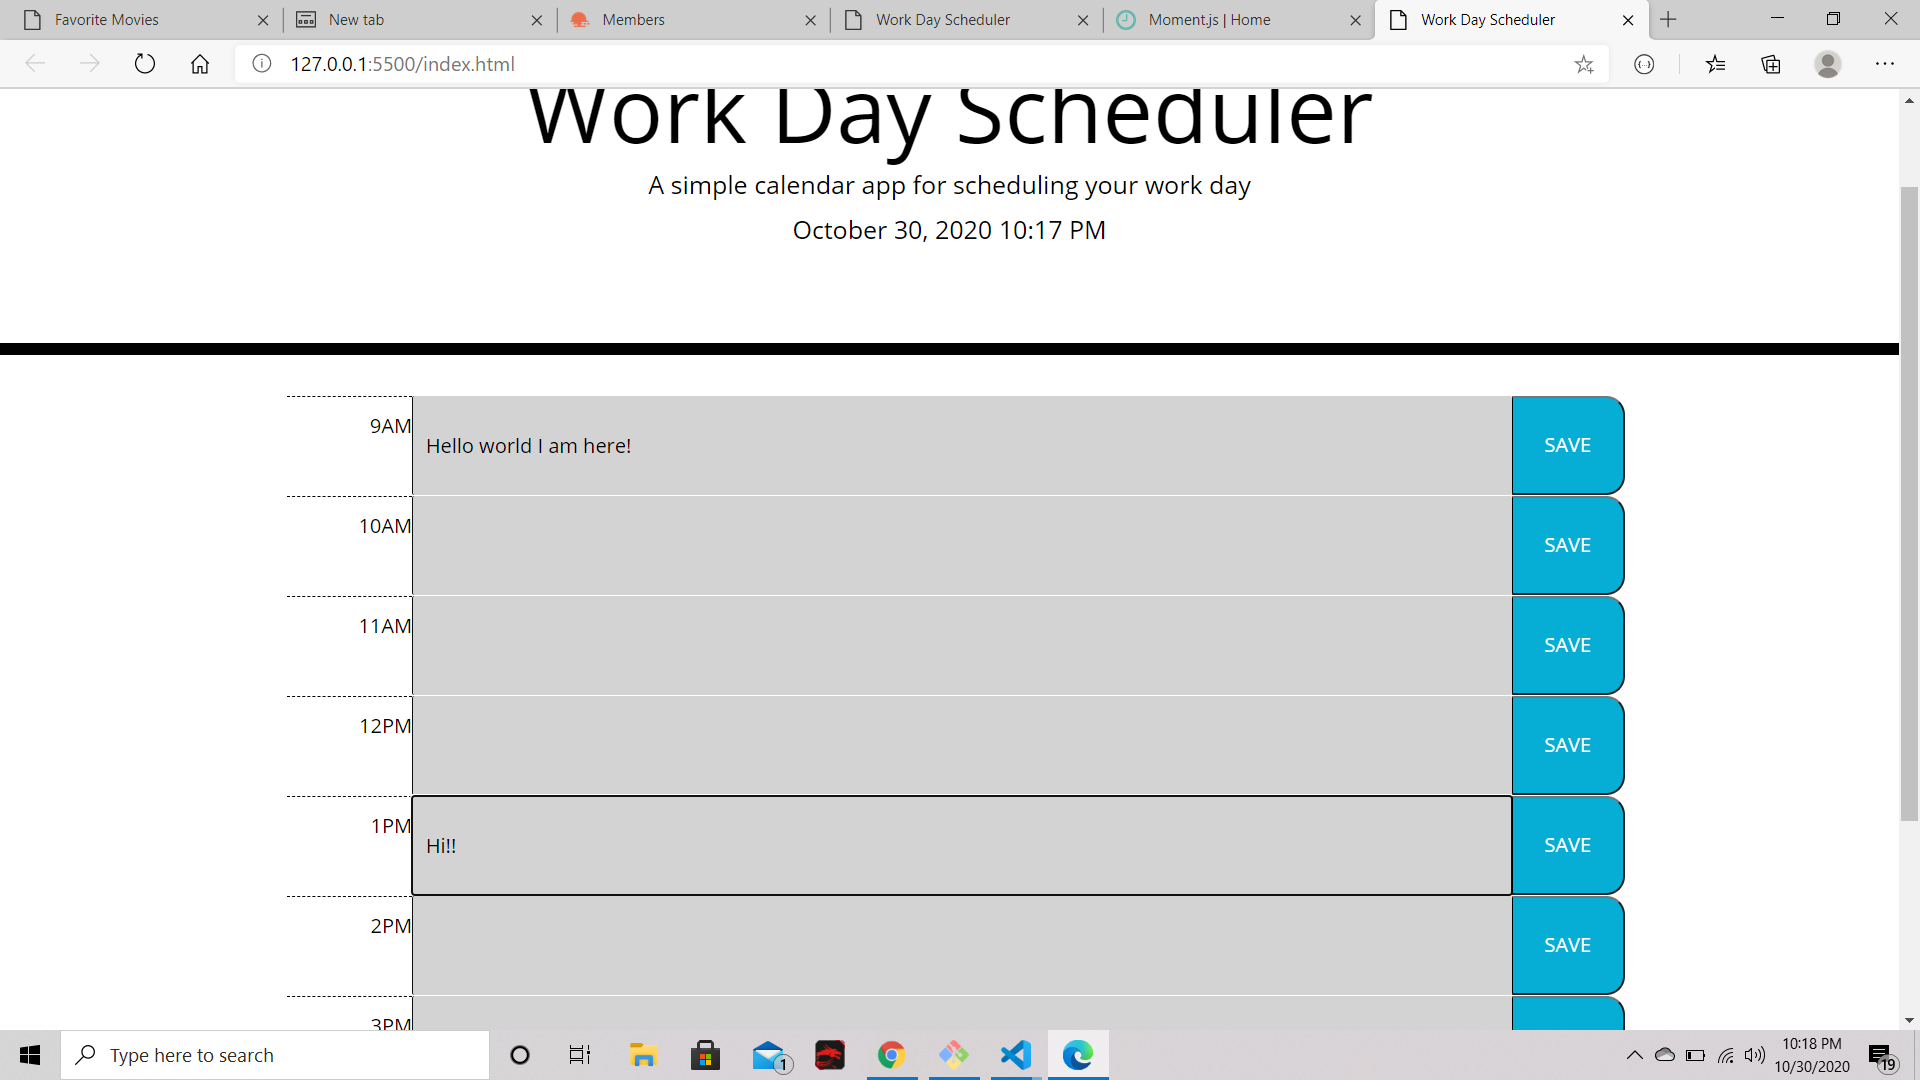 Favorite Movies
New tab
Members
Work Day Scheduler
Moment.js | Home
Work Day Scheduler
127.0.0.1:5500/index.html
Work Day Scheduler
A simple calendar app for scheduling your work day
October 30, 2020 10:17 PM
9AM
Hello world I am here!
SAVE
10AM
SAVE
11AM
SAVE
12PM
SAVE
1PM
Hi!!
SAVE
2PM
SAVE
3PM
Type here to search
1
10:18 PM
10/30/2020
19